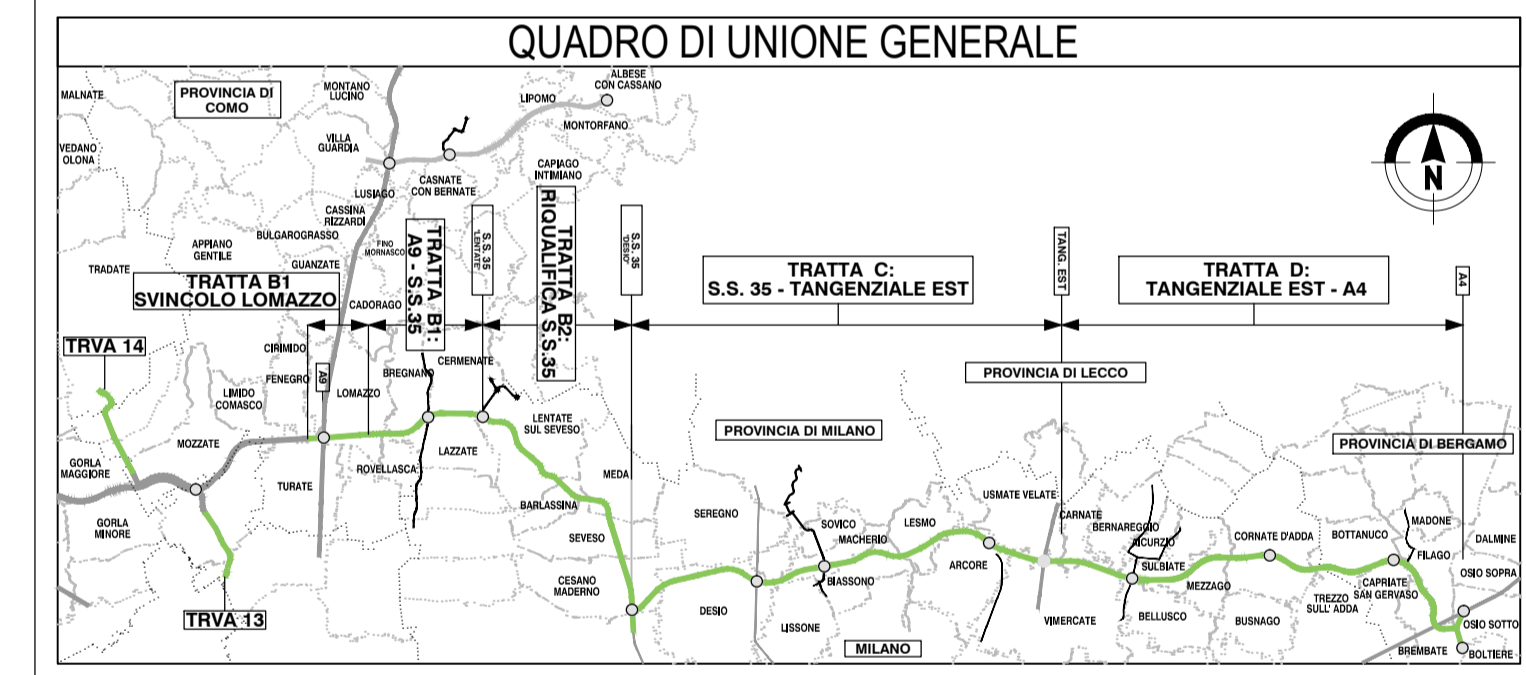 QUADRO DI UNIONE GENERALE
MALNATE
PROVINCIA DI
COMO
MONTANO
LUCINO
ALBESE
CON CASSANO
LIPOMO
MONTORFANO
VEDANO
OLONA
VILLA
GUARDIA
CASNATE
CON BERNATE
CAPIAGO
INTIMIANO
N
LUSIAGO
CASSINA
RIZZARDI
BULGAROGRASSO
APPIANO
GENTILE
FINO
MORNASCO
GUANZATE
TRADATE
TRATTA B1
SVINCOLO LOMAZZO
CADORAGO
TRATTA B1:
A9 - S.S.35
S.S. 35
'LENTATE'
TRATTA B2:
RIQUALIFICA S.S.35
S.S. 35
'DESIO'
TRATTA C:
S.S. 35 - TANGENZIALE EST
TANG. EST
TRATTA D:
TANGENZIALE EST - A4
A4
TRVA 14
CIRIMIDO
FENEGRO
A9
LOMAZZO
BREGNANO
CERMENATE
LIMIDO
COMASCO
PROVINCIA DI LECCO
PROVINCIA DI MILANO
PROVINCIA DI BERGAMO
MOZZATE
LENTATE
SUL SEVESO
LAZZATE
ROVELLASCA
GORLA
MAGGIORE
TURATE
MEDA
BARLASSINA
SEREGNO
USMATE VELATE
CARNATE
GORLA
MINORE
SEVESO
SOVICO
MACHERIO
LESMO
BERNAREGGIO
AICURZIO
SULBIATE
CORNATE D'ADDA
BOTTANUCO
MADONE
FILAGO
DALMINE
CESANO
MADERNO
BIASSONO
ARCORE
MEZZAGO
CAPRIATE
SAN GERVASO
OSIO SOPRA
TRVA 13
DESIO
LISSONE
MILANO
VIMERCATE
BELLUSCO
BUSNAGO
TREZZO
SULL' ADDA
OSIO SOTTO
BREMBATE
BOLTIERE